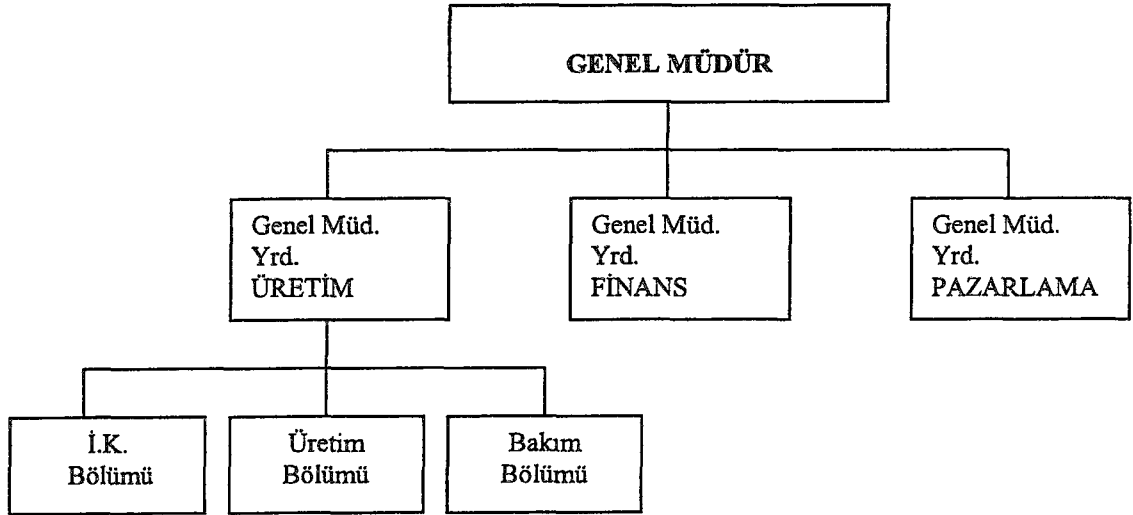 GENEL MÜDÜR
Genel Müd.
Yrd.
ÜRETİM
Genel Müd.
Yrd.
FİNANS
Genel Müd.
Yrd.
PAZARLAMA
İ.K.
Bölümü
Üretim
Bölümü
Bakım
Bölümü